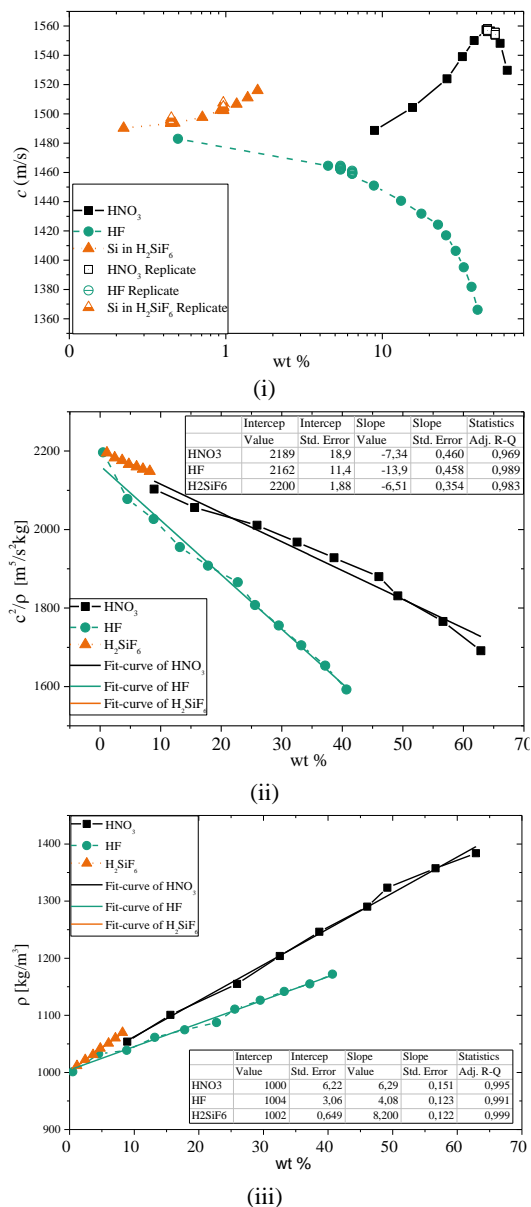 1560
1540
1520
1500
1480
1460
1440
1420
1400
1380
1360
c (m/s)
HNO₃
HF
Si in H₂SiF₆
HNO₃ Replicate
HF Replicate
Si in H₂SiF₆ Replicate
0 1 10
wt %
(i)
Intercep Intercep Slope Slope Statistics
Value Std. Error Value Std. Error Adj. R-Q
HNO3 2189 18,9 -7,34 0,460 0,969
HF 2162 11,4 -13,9 0,458 0,989
H2SiF6 2200 1,88 -6,51 0,354 0,983
2200
2000
1800
1600
c²/ρ [m⁵/s²kg]
HNO₃
HF
H₂SiF₆
Fit-curve of HNO₃
Fit-curve of HF
Fit-curve of H₂SiF₆
0 10 20 30 40 50 60 70
wt %
(ii)
1400
1300
1200
1100
1000
900
ρ [kg/m³]
HNO₃
HF
H₂SiF₆
Fit-curve of HNO₃
Fit-curve of HF
Fit-curve of H₂SiF₆
Intercep Intercep Slope Slope Statistics
Value Std. Error Value Std. Error Adj. R-Q
HNO3 1000 6,22 6,29 0,151 0,995
HF 1004 3,06 4,08 0,123 0,991
H2SiF6 1002 0,649 8,200 0,122 0,999
0 10 20 30 40 50 60 70
wt %
(iii)